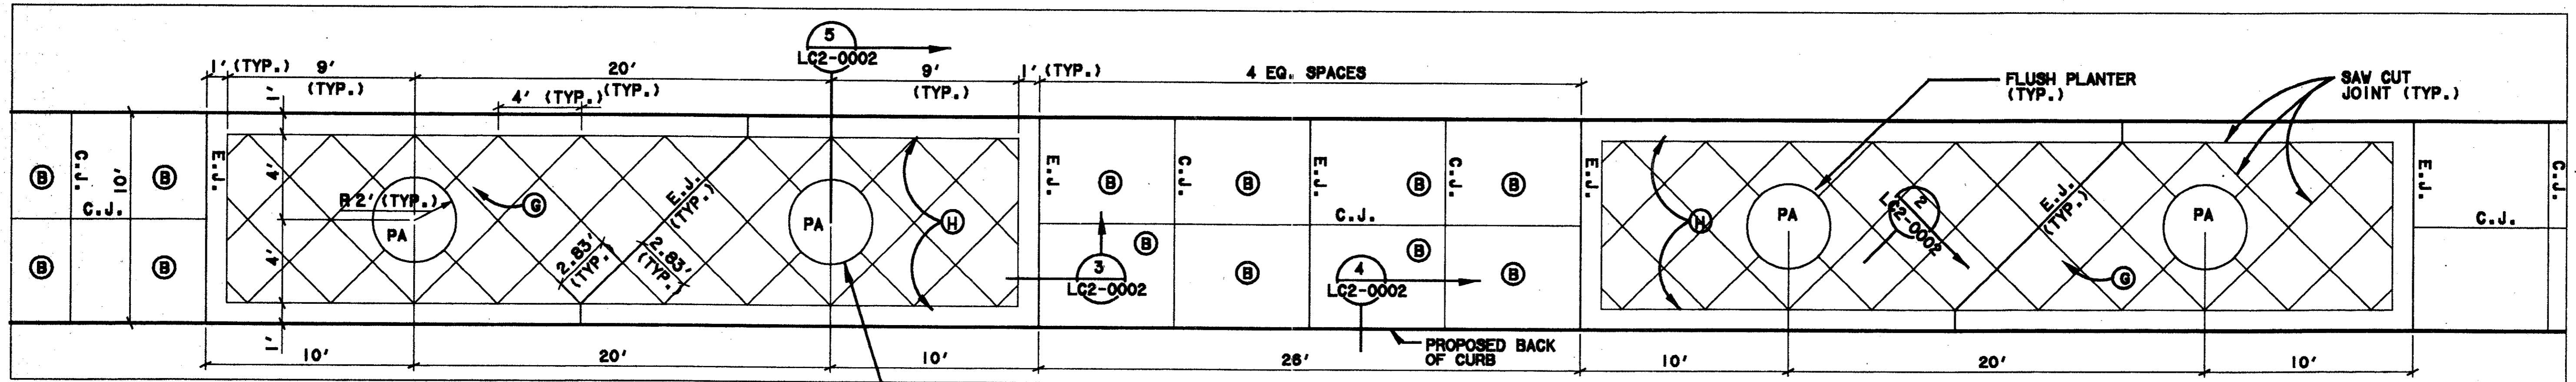 5
LC2-0002
1' (TYP.)
9'
(TYP.)
20'
(TYP.)
9'
(TYP.)
1' (TYP.)
4 EQ. SPACES
FLUSH PLANTER
(TYP.)
SAW CUT
JOINT (TYP.)
1'
4' (TYP.)
B
C.J.
10'
B
E.J.
4'
R 2' (TYP.)
G
E.J.
(TYP.)
E.J.
B
C.J.
B
E.J.
B
C.J.
B
E.J.
2
LC2-0002
E.J.
(TYP.)
E.J.
C.J.
C.J.
PA
PA
H
C.J.
H
PA
PA
C.J.
B
B
4'
2.83'
(TYP.)
2.83'
(TYP.)
3
LC2-0002
B
B
4
LC2-0002
B
B
G
1'
10'
20'
10'
26'
PROPOSED BACK
OF CURB
10'
20'
10'